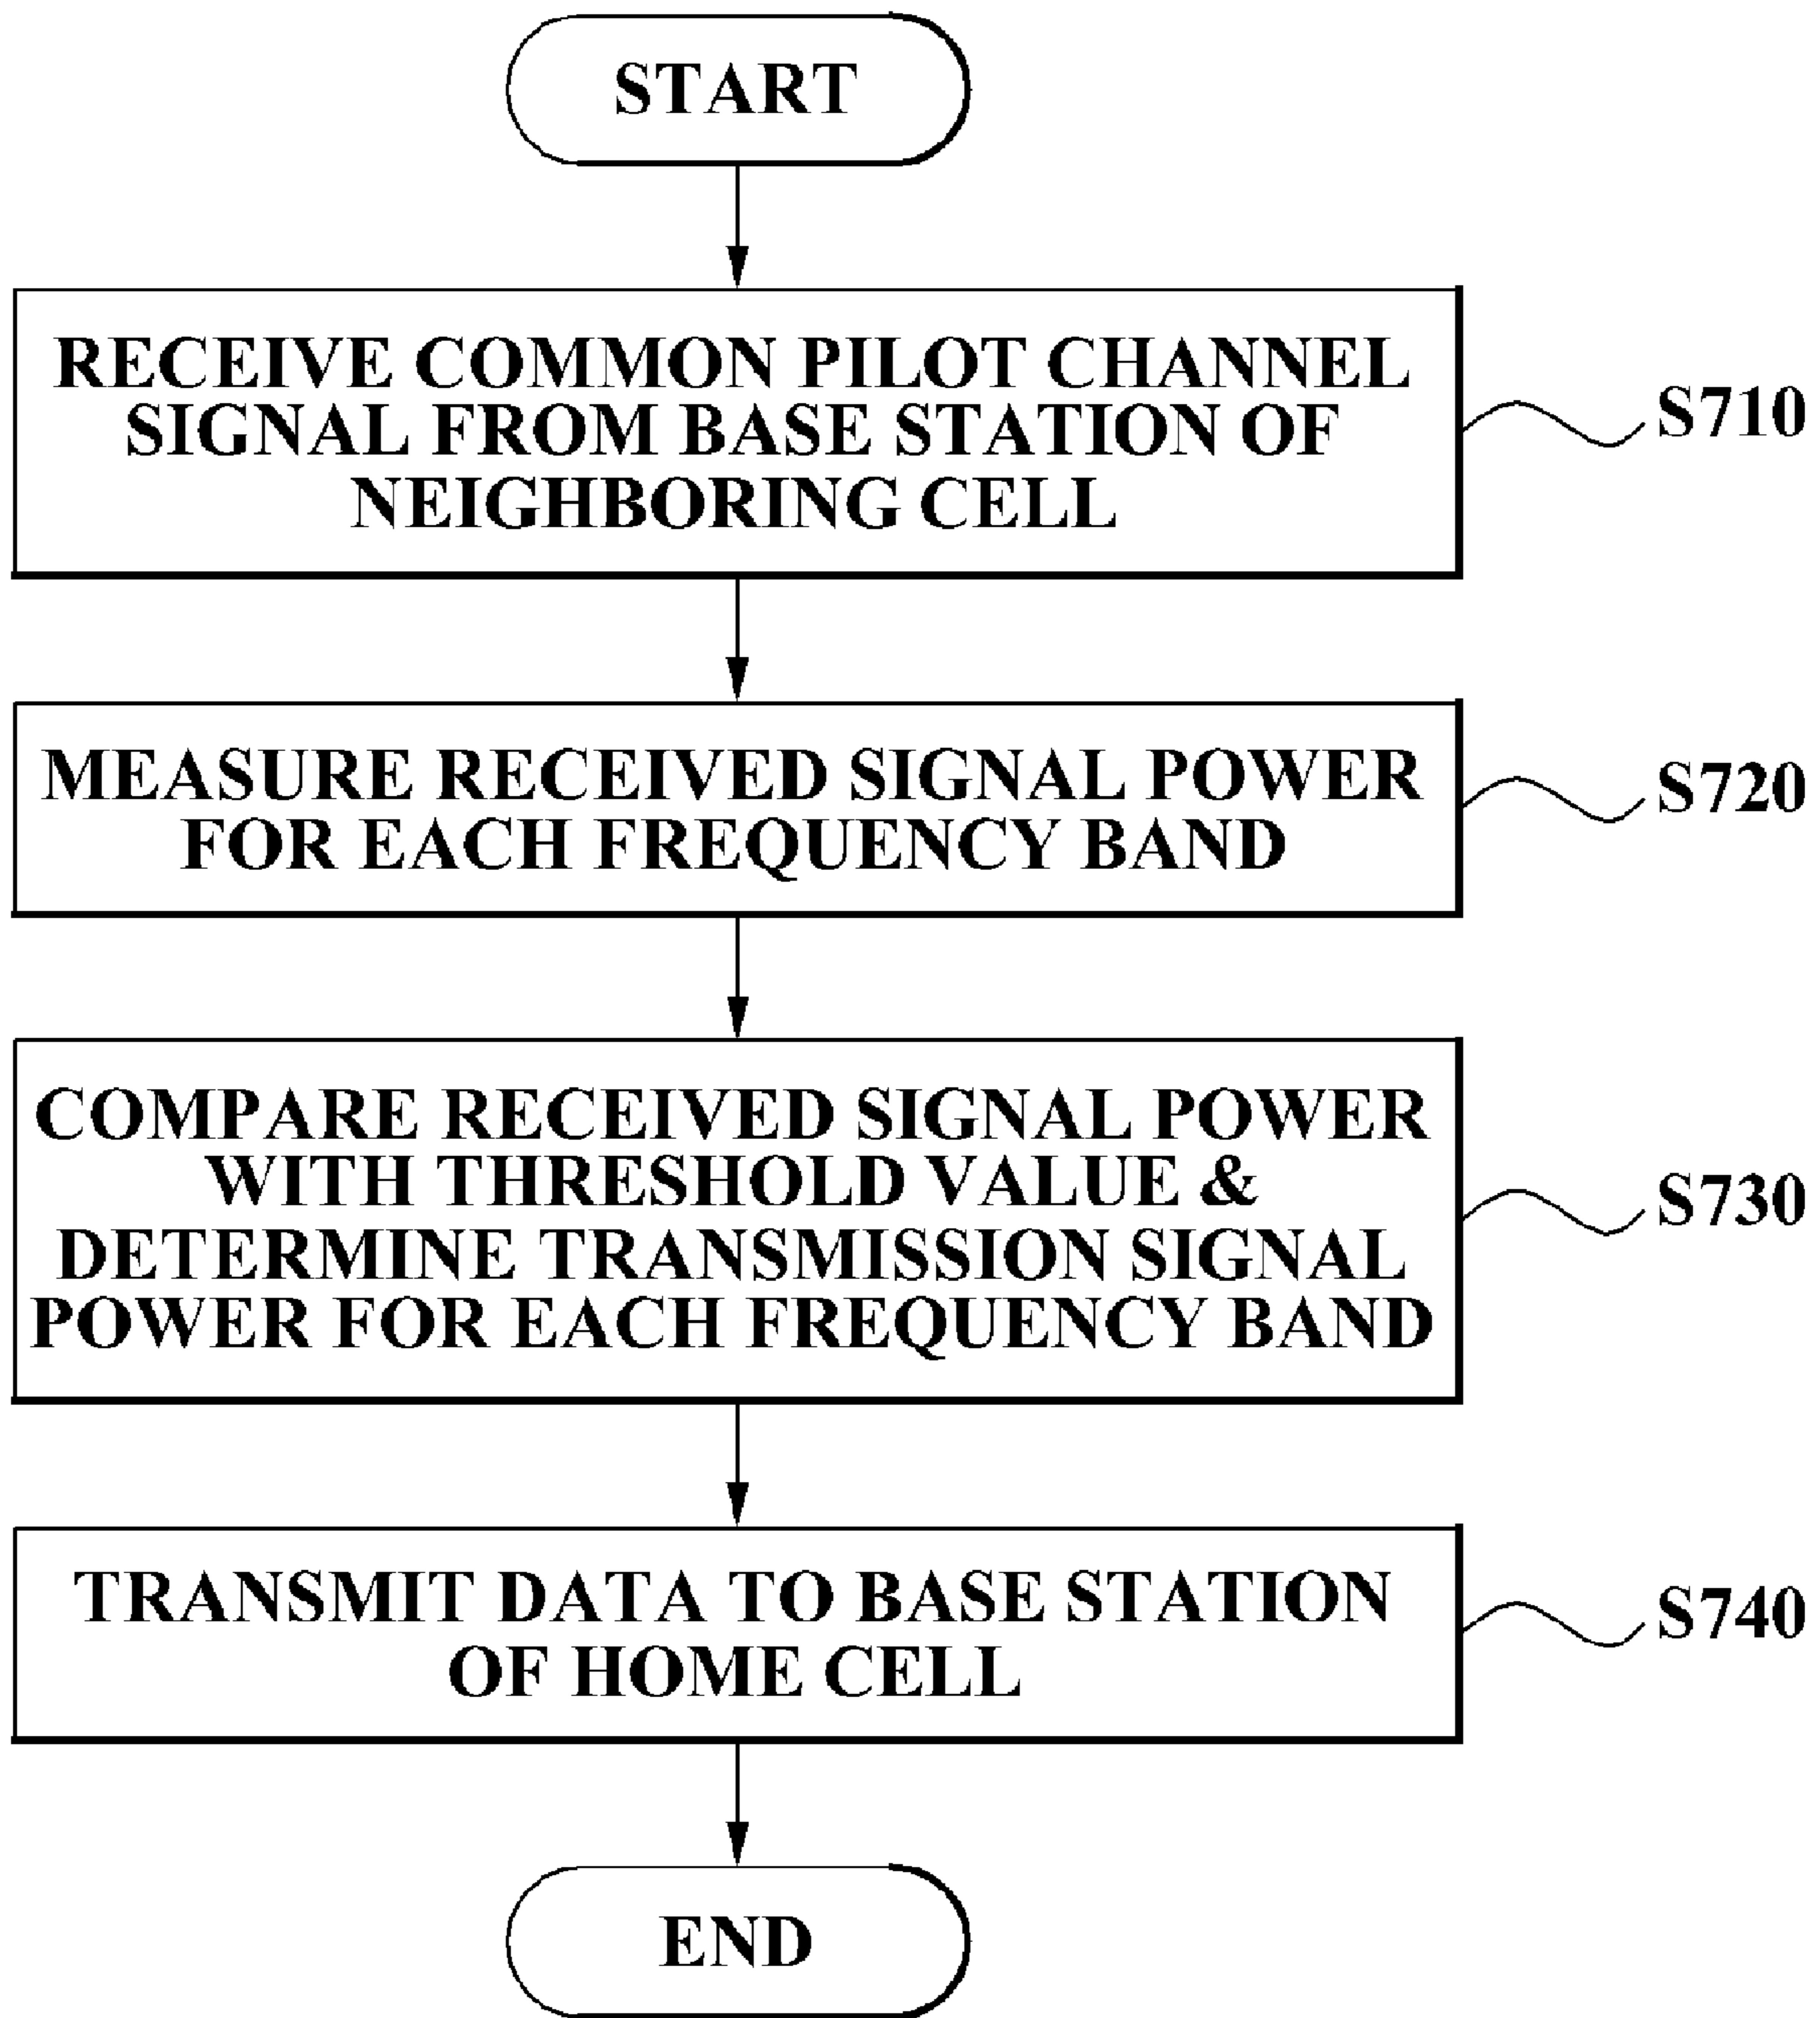 START
RECEIVE COMMON PILOT CHANNEL
SIGNAL FROM BASE STATION OF
NEIGHBORING CELL
S710
MEASURE RECEIVED SIGNAL POWER
FOR EACH FREQUENCY BAND
S720
COMPARE RECEIVED SIGNAL POWER
WITH THRESHOLD VALUE &
DETERMINE TRANSMISSION SIGNAL
POWER FOR EACH FREQUENCY BAND
S730
TRANSMIT DATA TO BASE STATION
OF HOME CELL
S740
END